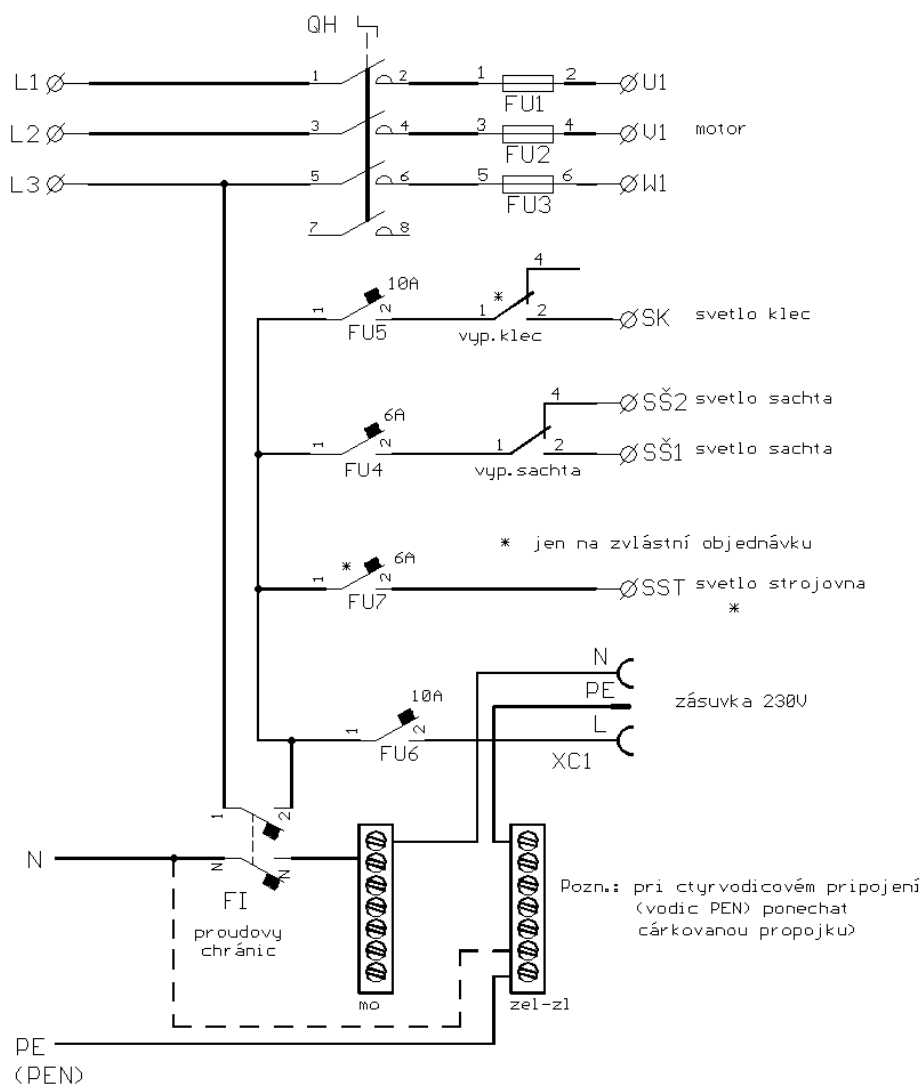 QH
L1 1 2 1 2 U1
FU1
L2 3 4 3 4 V1 motor
FU2
L3 5 6 5 6 W1
FU3
7 8
10A 4
1 2 * 1 2 SK svetlo klec
FU5 vyp.klec
6A 4 SŠ2 svetlo sachta
1 2 1 2 SŠ1 svetlo sachta
FU4 vyp.sachta
* jen na zvlástní objednávku
1 * 6A 2 SST svetlo strojovna
FU7 *
N
PE
10A zásuvka 230V
1 2 L
FU6 XC1
1 2
N N N
FI
proudovy
chránic
Pozn.: pri ctyrvodicovém pripojení
(vodic PEN) ponechat
cárkovanou propojku)
mo zel-zl
PE
(PEN)